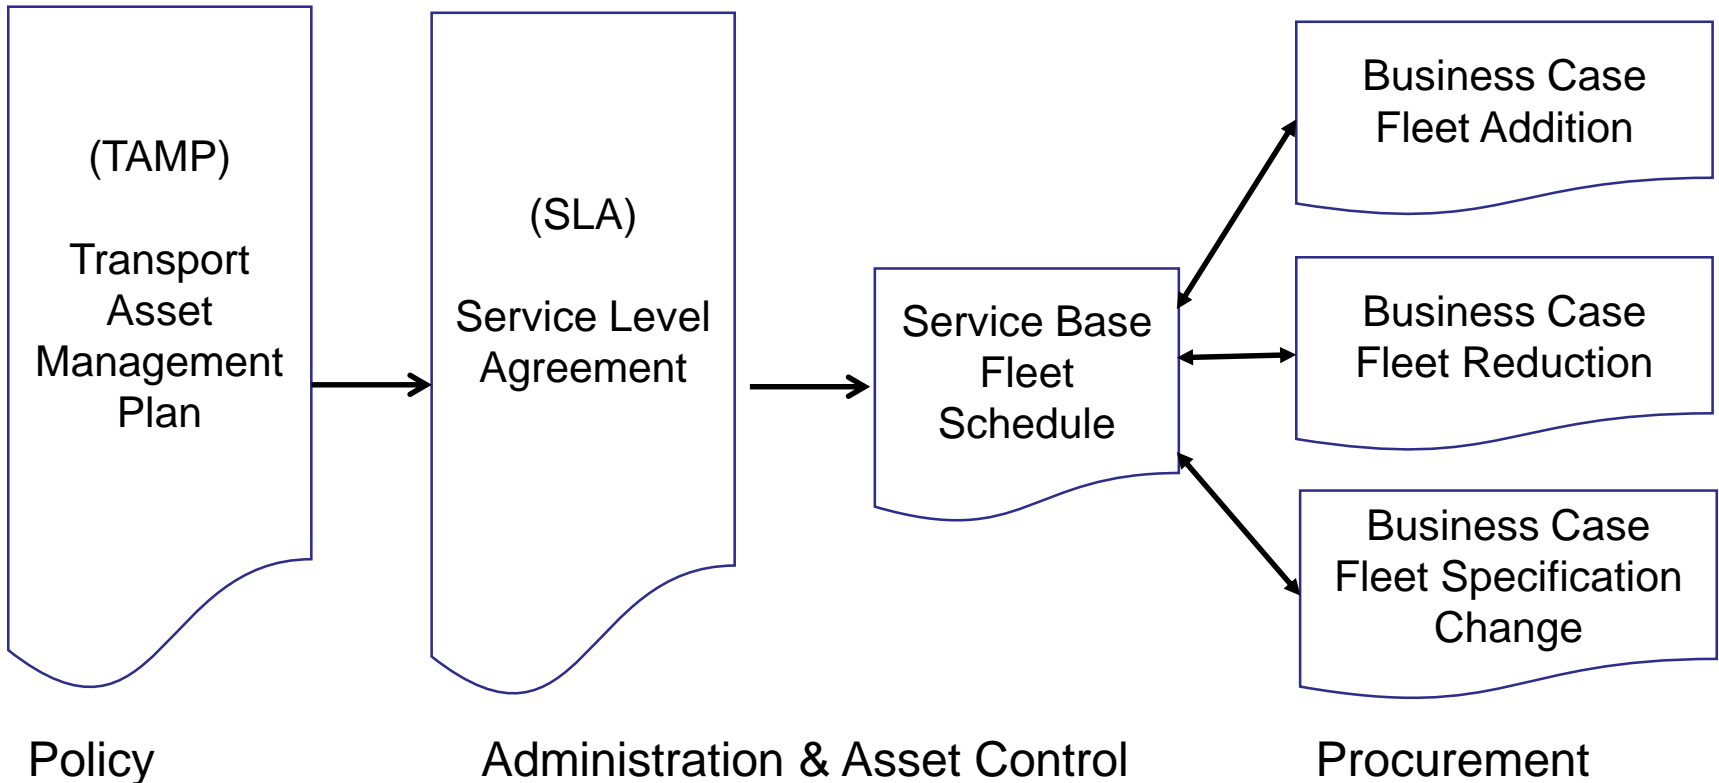 (TAMP)
Transport
Asset
Management
Plan
(SLA)
Service Level
Agreement
Service Base
Fleet
Schedule
Business Case
Fleet Addition
Business Case
Fleet Reduction
Business Case
Fleet Specification
Change
Policy
Administration & Asset Control
Procurement